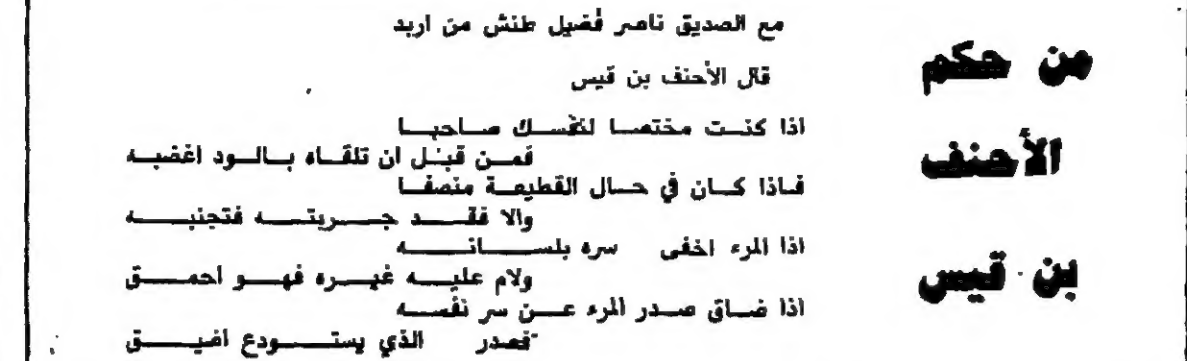 من حكم
الأحنف
بن قيس
مع الصديق ناصر فُضيل طنش من اربد
قال الأحنف بن قيس
اذا كنت مختصا لنفسك صاحبا
فمن قبل ان تلقاه بالود اغضبه
فاذا كان في حال القطيعة منصفا
والا فقد جربته فتجنبه
اذا المرء اخفى سره بلسانه
ولام عليه غيره فهو احمق
اذا ضاق صدر المرء عن سر نفسه
فصدر الذي يستودع اضيق